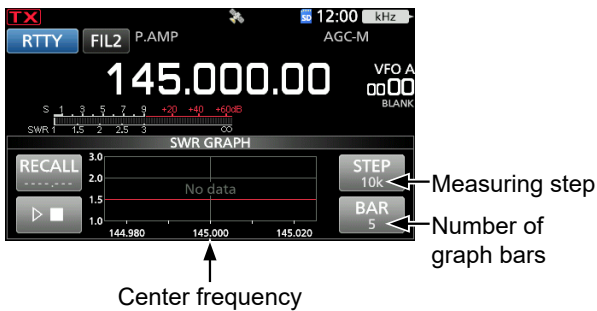 TX 12:00 kHz
RTTY FIL2 P.AMP AGC-M
145.000.00 VFO A
00 00
BLANK
S 1 3 5 7 9 +20 +40 +60dB
SWR 1 1.5 2 2.5 3 ∞
SWR GRAPH
RECALL
---.---
3.0
2.0
1.5
1.0
No data
144.980 145.000 145.020
STEP
10k
BAR
5
Measuring step
Number of
graph bars
Center frequency